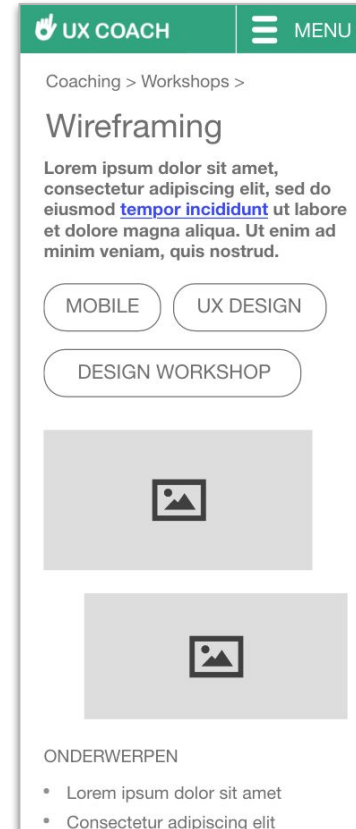 UX COACH
MENU
Coaching > Workshops >
Wireframing
Lorem ipsum dolor sit amet,
consectetur adipiscing elit, sed do
eiusmod tempor incididunt ut labore
et dolore magna aliqua. Ut enim ad
minim veniam, quis nostrud.
MOBILE
UX DESIGN
DESIGN WORKSHOP
ONDERWERPEN
• Lorem ipsum dolor sit amet
• Consectetur adipiscing elit